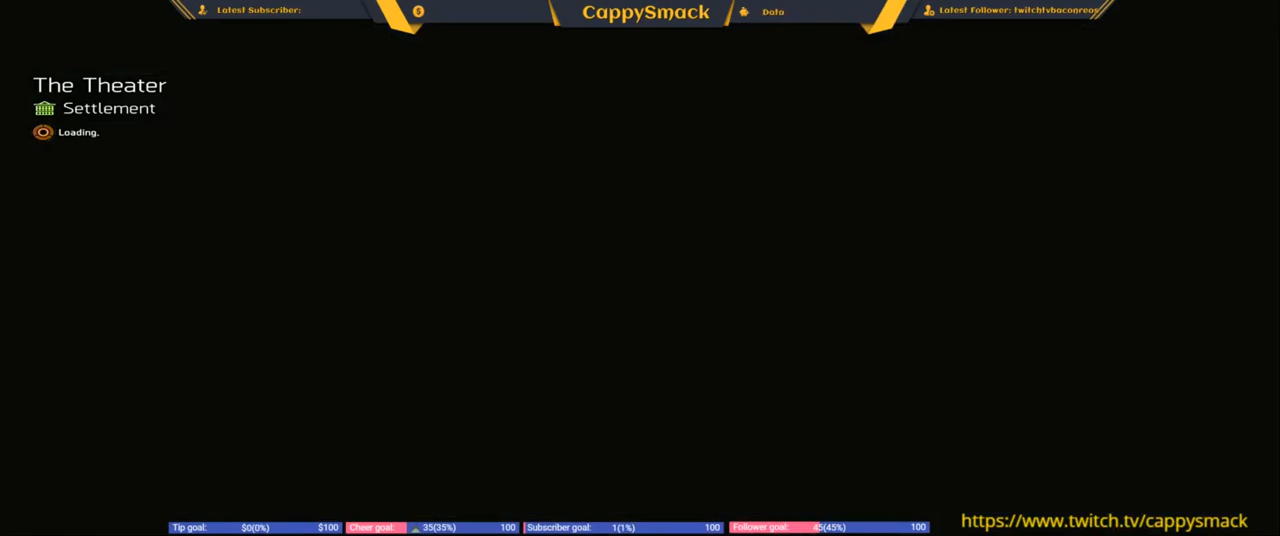 Latest Subscriber:
CappySmack
Data
Latest Follower: twitchtvbaconreos
The Theater
Settlement
Loading.
Tip goal: $0(0%) $100
Cheer goal: 35(35%) 100
Subscriber goal: 1(1%) 100
Follower goal: 45(45%) 100
https://www.twitch.tv/cappysmack